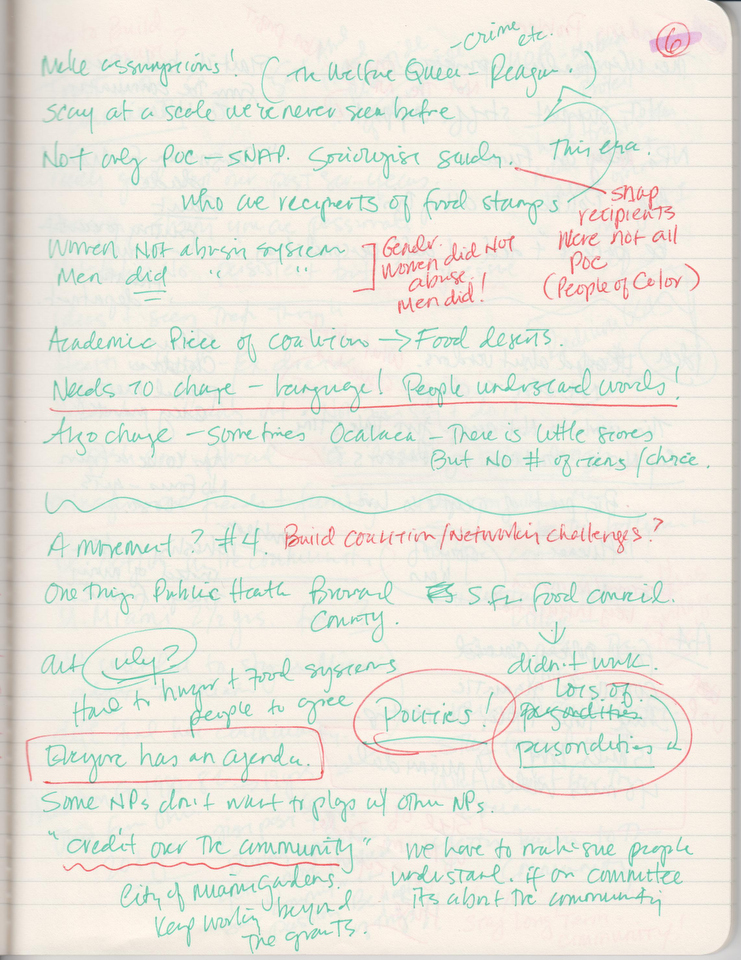 6
- crime etc.
Make assumptions! (The Welfare Queen - Reagan.)
scary at a scale we're never seen before
Not only POC - SNAP. Sociologist study. This era.
Who are recipients of food stamps
snap
recipients
Were not all
POC
(People of Color)
Women Not abusing system
Men did " "
Gender.
Women did Not
abuse.
Men did!
Academic Piece of coalition → Food deserts.
Needs to change - language! People understand words!
Also change - sometimes Ocalaca - There is little stores
But NO # of items/choice.
A movement? #4. Build Coalition/Networking challenges?
One thing. Public Health Broward S. Fl. Food council.
County.
↓
didn't work.
Lots of
personalities
personalities
Politics!
Art why?
Hard to hunger + Food systems
people to agree
Everyone has an agenda.
Some NPs don't want to play w/ other NPs.
"Credit over The community"
City of Miami Gardens.
Keep working beyond
The grants.
We have to make sure people
understand. if on committee
its about the community